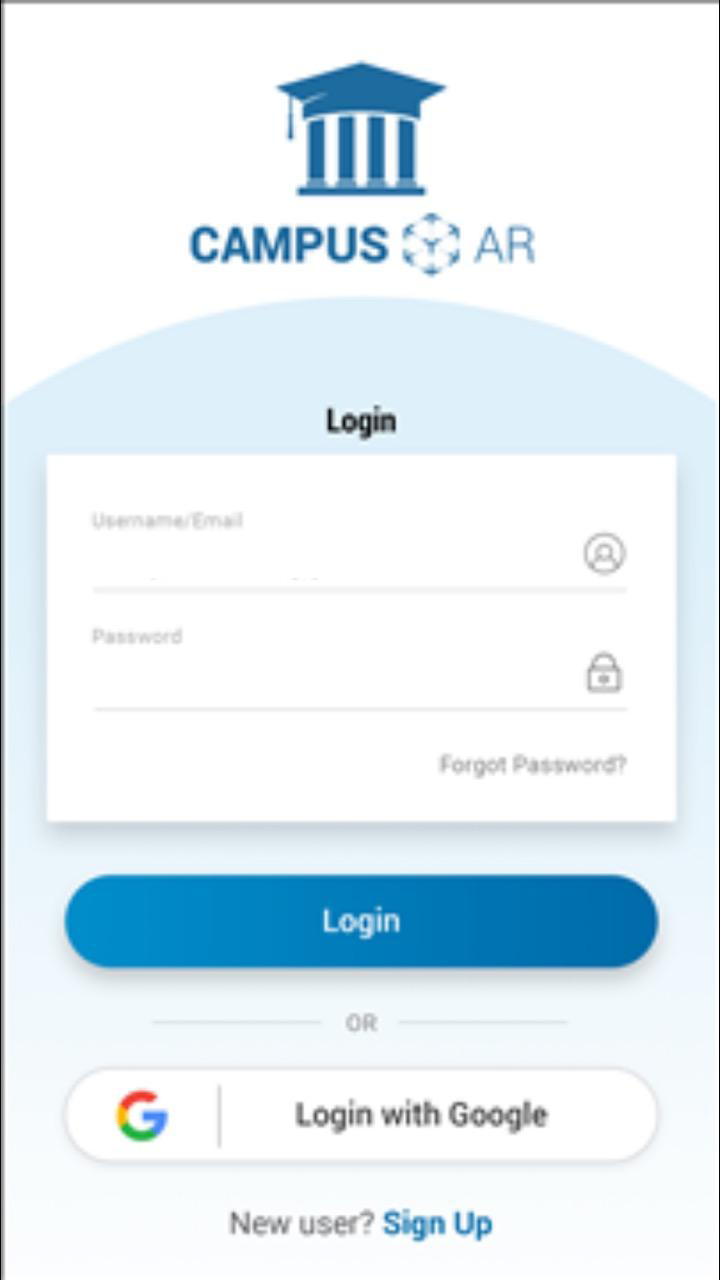 CAMPUS AR
Login
Username/Email
Password
Forgot Password?
Login
OR
Login with Google
New user? Sign Up